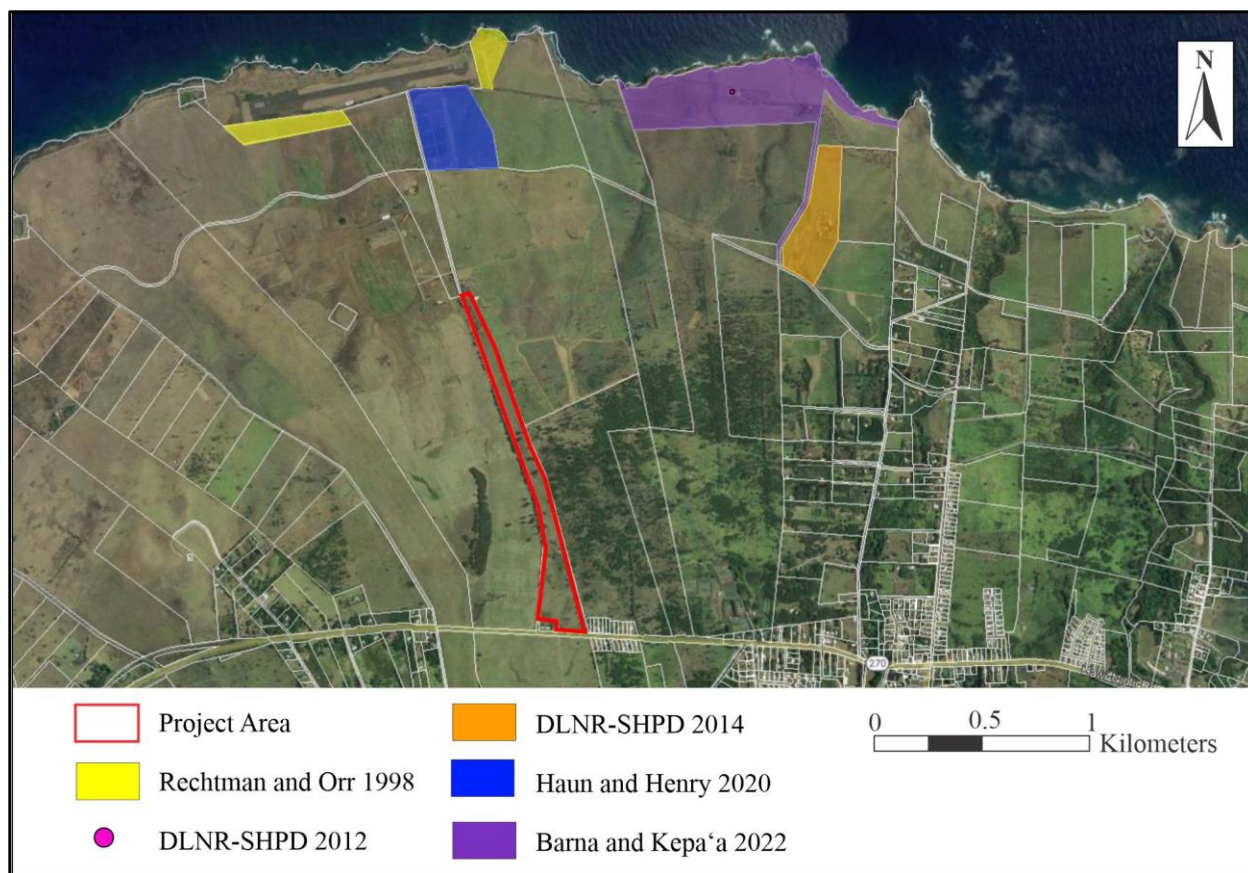 N
270
Project Area
Rechtman and Orr 1998
DLNR-SHPD 2012
DLNR-SHPD 2014
Haun and Henry 2020
Barna and Kepa‘a 2022
0 0.5 1
Kilometers